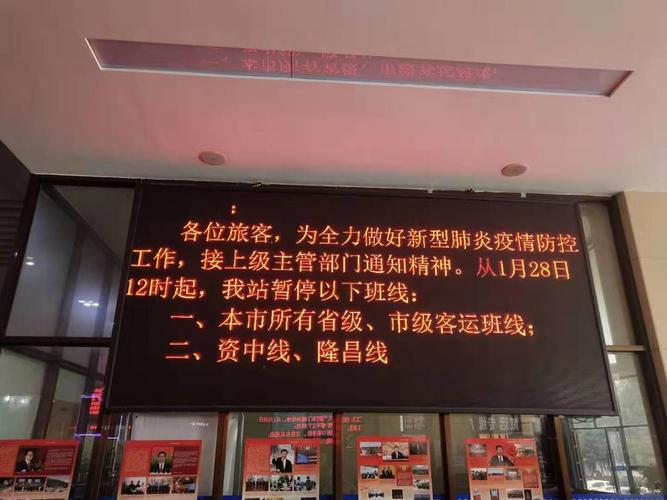 ；
各位旅客，为全力做好新型肺炎疫情防控
工作，接上级主管部门通知精神。从1月28日
12时起，我站暂停以下班线：
一、本市所有省级、市级客运班线；
二、资中线、隆昌线